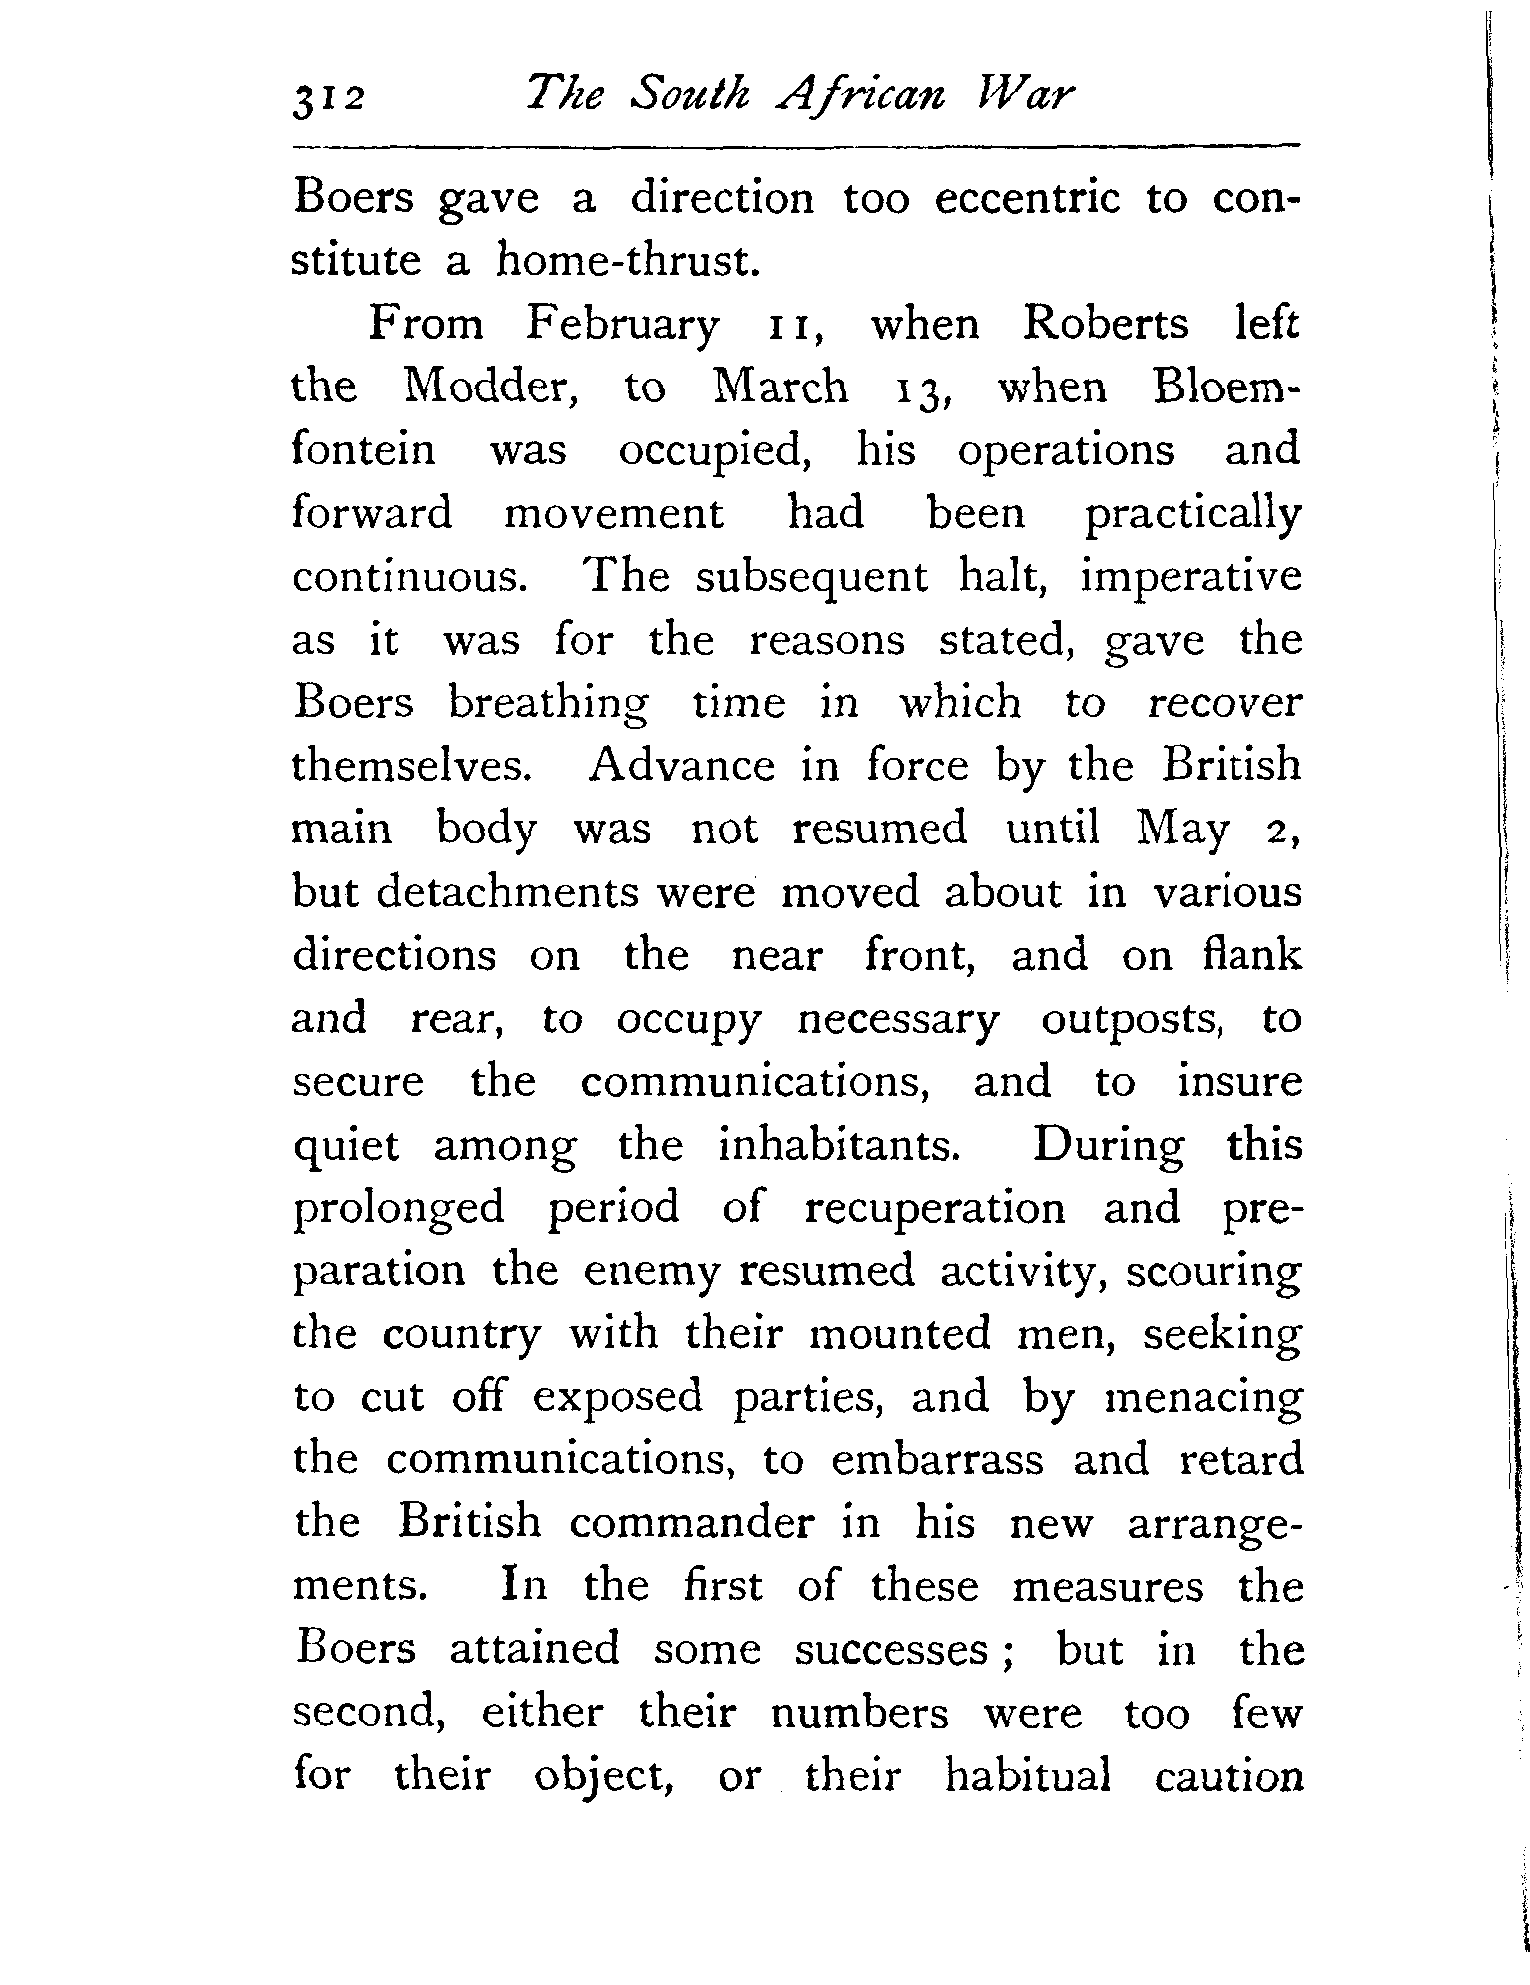 312 The South African War
Boers gave a direction too eccentric to con-
stitute a home-thrust.
From February 11, when Roberts left
the Modder, to March 13, when Bloem-
fontein was occupied, his operations and
forward movement had been practically
continuous. The subsequent halt, imperative
as it was for the reasons stated, gave the
Boers breathing time in which to recover
themselves. Advance in force by the British
main body was not resumed until May 2,
but detachments were moved about in various
directions on the near front, and on flank
and rear, to occupy necessary outposts, to
secure the communications, and to insure
quiet among the inhabitants. During this
prolonged period of recuperation and pre-
paration the enemy resumed activity, scouring
the country with their mounted men, seeking
to cut off exposed parties, and by menacing
the communications, to embarrass and retard
the British commander in his new arrange-
ments. In the first of these measures the
Boers attained some successes ; but in the
second, either their numbers were too few
for their object, or their habitual caution